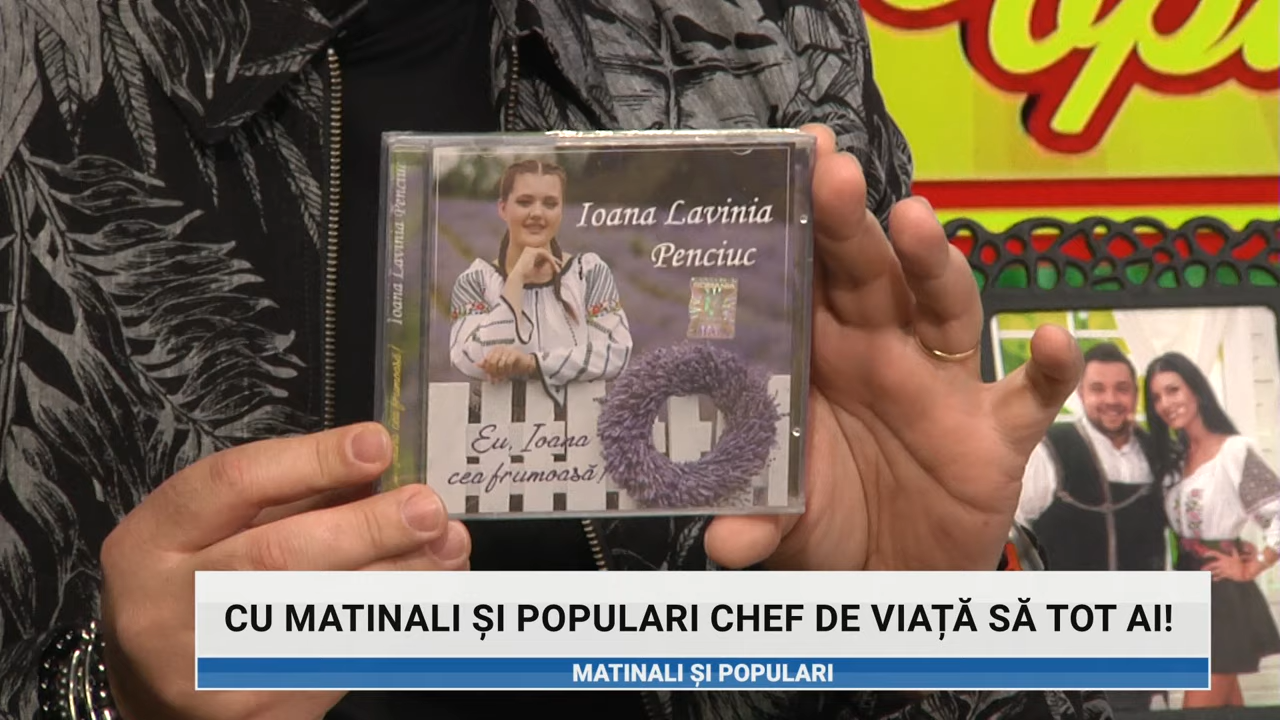 Ioana Lavinia
Penciuc
Ioana Lavinia Penciuc
ROMANIA
Eu, Ioana
cea frumoasă!
CU MATINALI ȘI POPULARI CHEF DE VIAȚĂ SĂ TOT AI!
MATINALI ȘI POPULARI